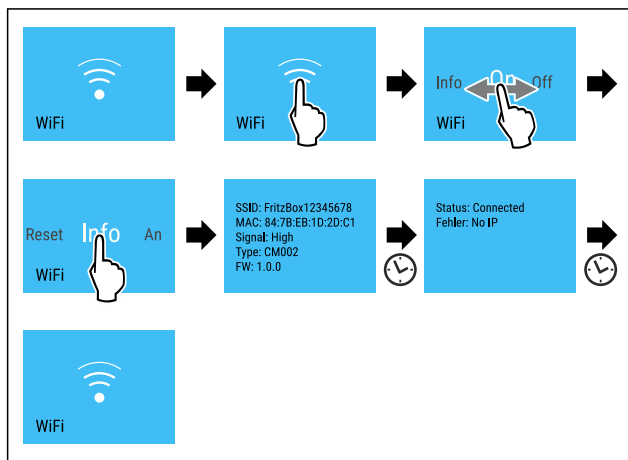 WiFi
WiFi
Info On Off
WiFi
Reset Info An
WiFi
SSID: FritzBox12345678
MAC: 84:7B:EB:1D:2D:C1
Signal: High
Type: CM002
FW: 1.0.0
Status: Connected
Fehler: No IP
WiFi